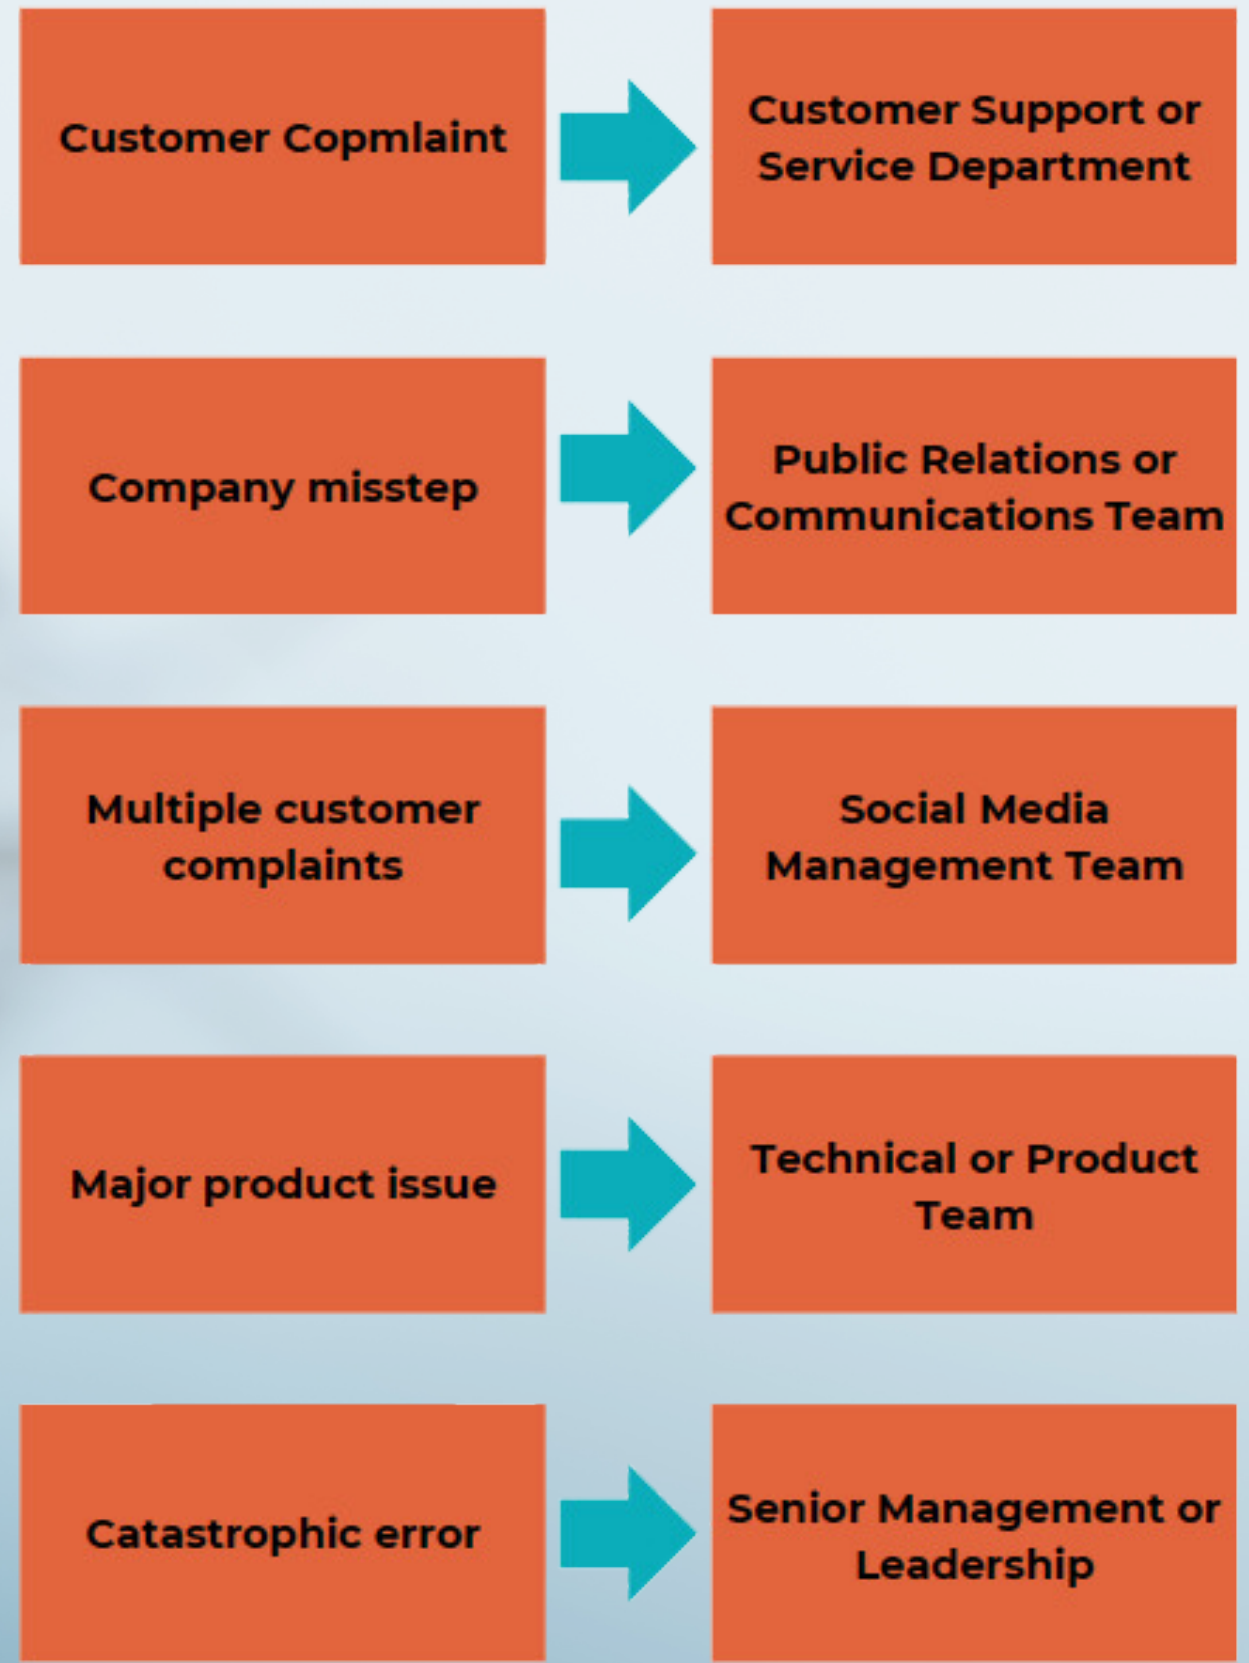 Customer Copmlaint
Customer Support or
Service Department
Company misstep
Public Relations or
Communications Team
Multiple customer
complaints
Social Media
Management Team
Major product issue
Technical or Product
Team
Catastrophic error
Senior Management or
Leadership